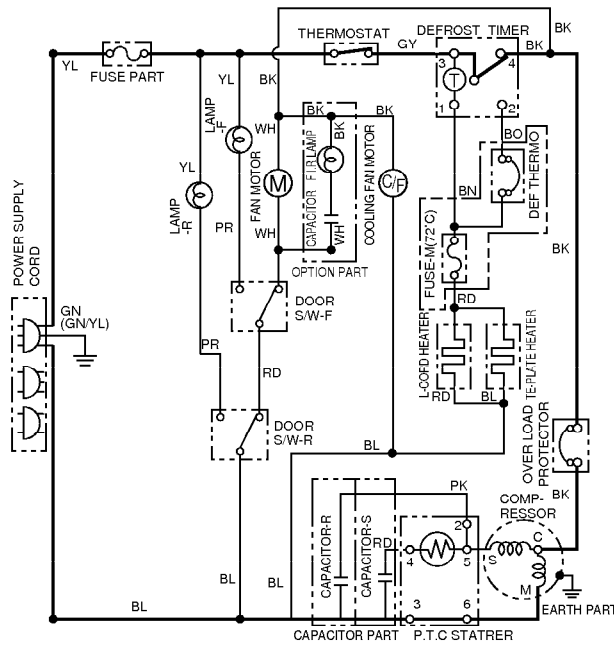 BK
THERMOSTAT
DEFROST TIMER
YL
FUSE PART
YL
BK
GY
3
4
BK
T
1
2
LAMP
-F
WH
BK
BK
BK
BO
YL
FAN MOTOR
M
CAPACITOR F.I.R LAMP
COOLING FAN MOTOR
C/F
BN
DEF THERMO
LAMP
-R
PR
WH
WH
OPTION PART
FUSE-M(72°C)
BK
POWER SUPPLY
CORD
GN
(GN/YL)
DOOR
S/W-F
RD
PR
RD
L-CORD HEATER
TE-PLATE HEATER
RD
BL
DOOR
S/W-R
BL
OVER LOAD
PROTECTOR
BK
PK
COMP-
RESSOR
CAPACITOR-R
CAPACITOR-S
ORD
2
4
5
S
C
M
BL
BL
BL
3
6
EARTH PART
CAPACITOR PART
P.T.C STATRER